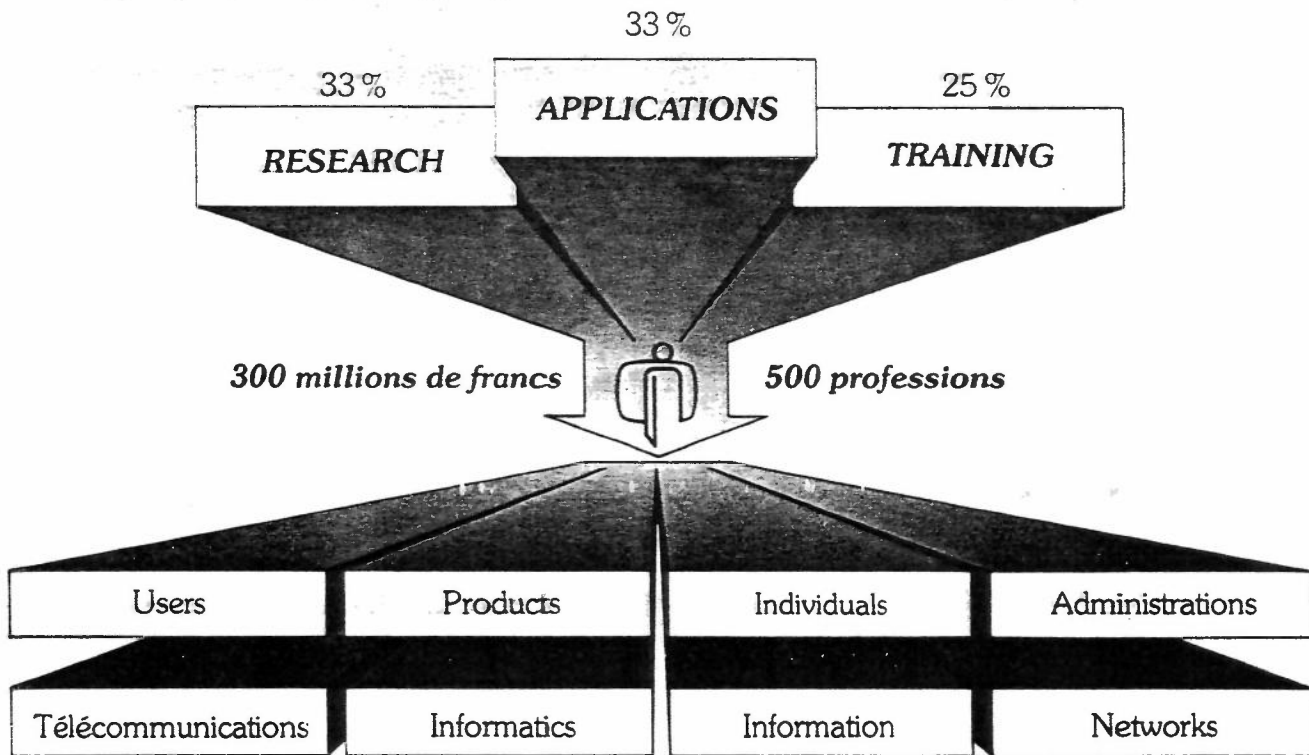 33 %
33 % 25 %
APPLICATIONS
RESEARCH TRAINING
300 millions de francs 500 professions
Users Products Individuals Administrations
Télécommunications Informatics Information Networks